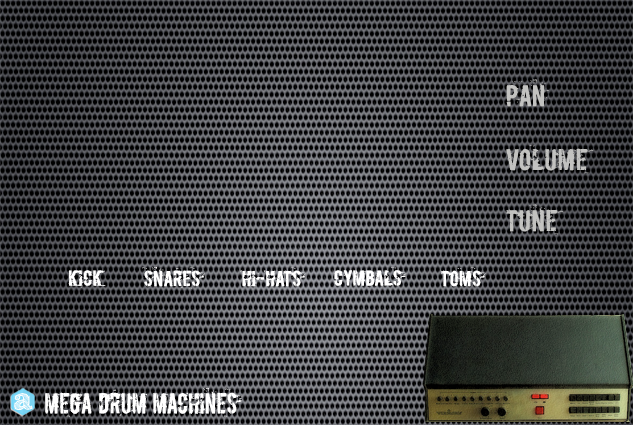 PAN
VOLUME
TUNE
KICK SNARES HI-HATS CYMBALS TOMS
a MEGA DRUM MACHINES